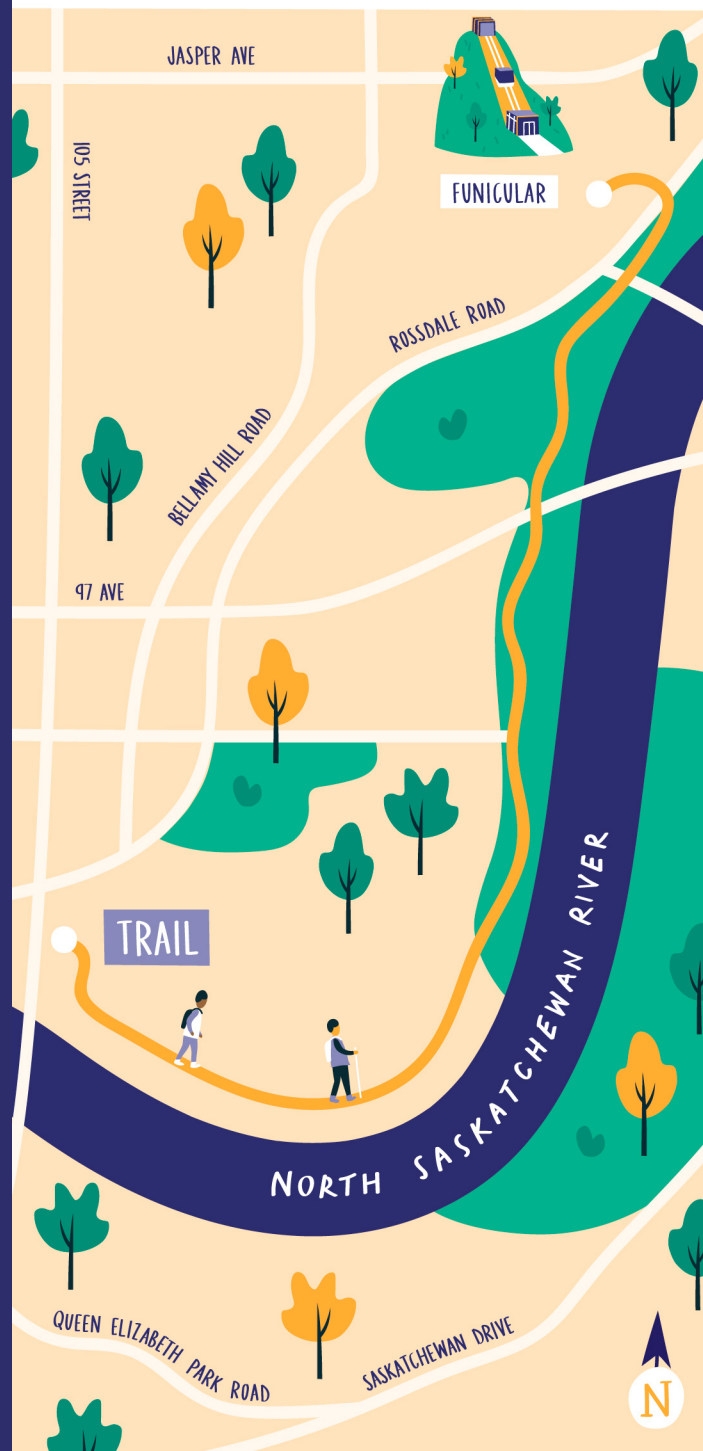 JASPER AVE
105 STREET
FUNICULAR
ROSSDALE ROAD
BELLAMY HILL ROAD
97 AVE
TRAIL
NORTH SASKATCHEWAN RIVER
QUEEN ELIZABETH PARK ROAD
SASKATCHEWAN DRIVE
N